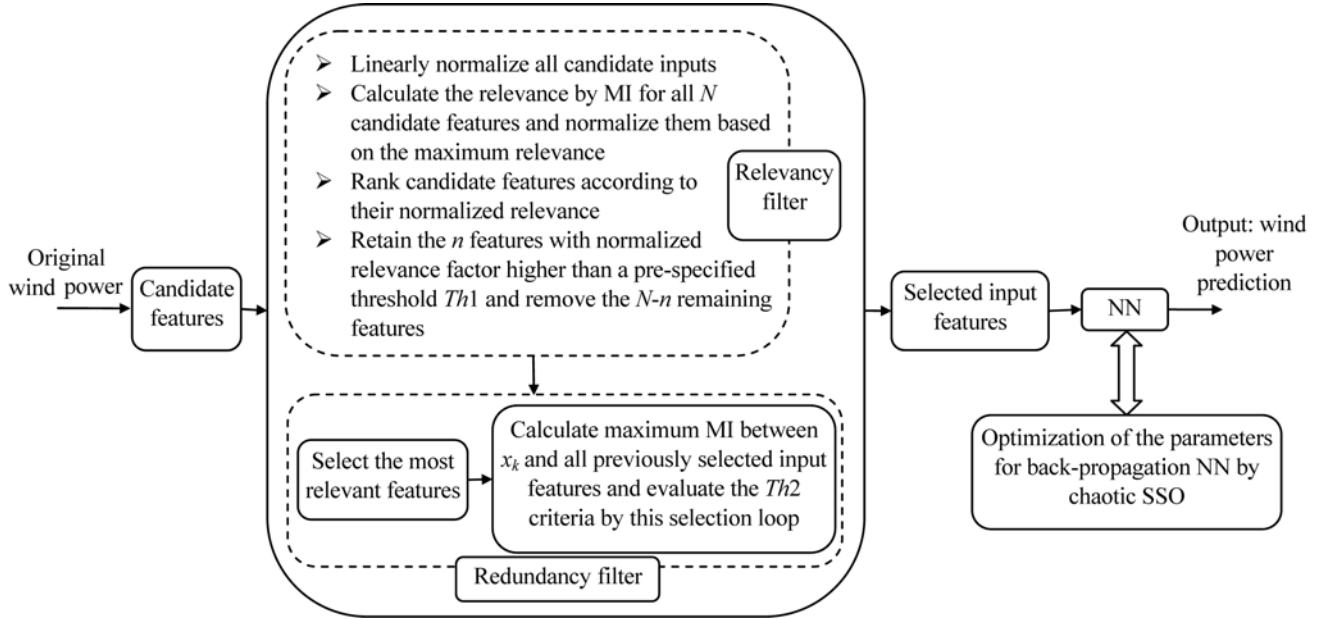 Original
wind power
Candidate
features
➤ Linearly normalize all candidate inputs
➤ Calculate the relevance by MI for all N
candidate features and normalize them based
on the maximum relevance
➤ Rank candidate features according to
their normalized relevance
➤ Retain the n features with normalized
relevance factor higher than a pre-specified
threshold Th1 and remove the N-n remaining
features
Relevancy
filter
Select the most
relevant features
Calculate maximum MI between
xₖ and all previously selected input
features and evaluate the Th2
criteria by this selection loop
Redundancy filter
Selected input
features
NN
Output: wind
power
prediction
Optimization of the parameters
for back-propagation NN by
chaotic SSO